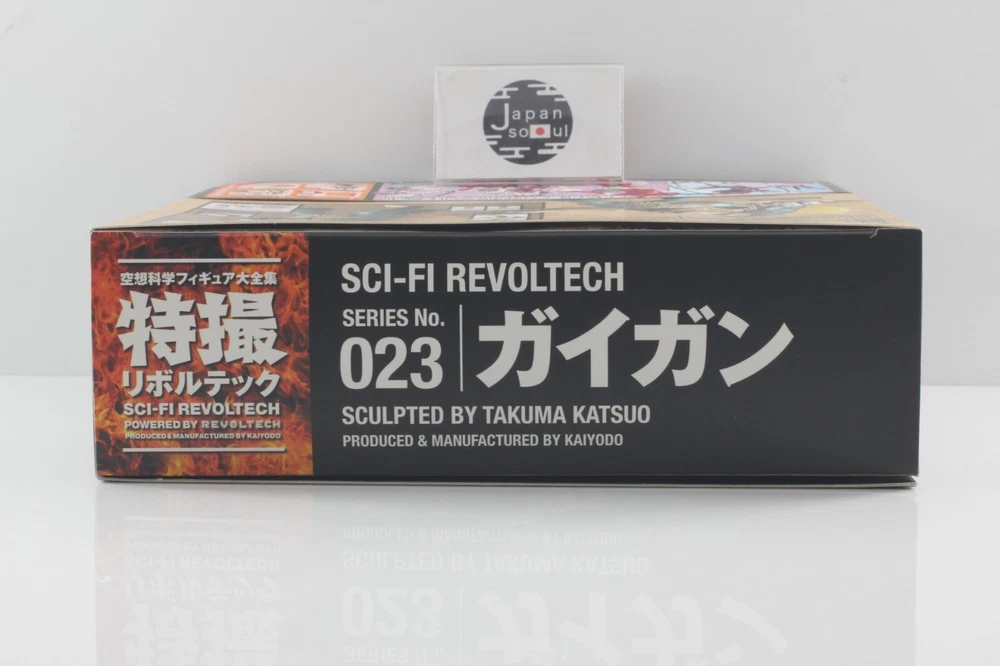 Japan
soul
空想科学フィギュア大全集
特撮
リボルテック
SCI-FI REVOLTECH
POWERED BY REVOLTECH
PRODUCED & MANUFACTURED BY KAIYODO
SCI-FI REVOLTECH
SERIES No.
023
ガイガン
SCULPTED BY TAKUMA KATSUO
PRODUCED & MANUFACTURED BY KAIYODO